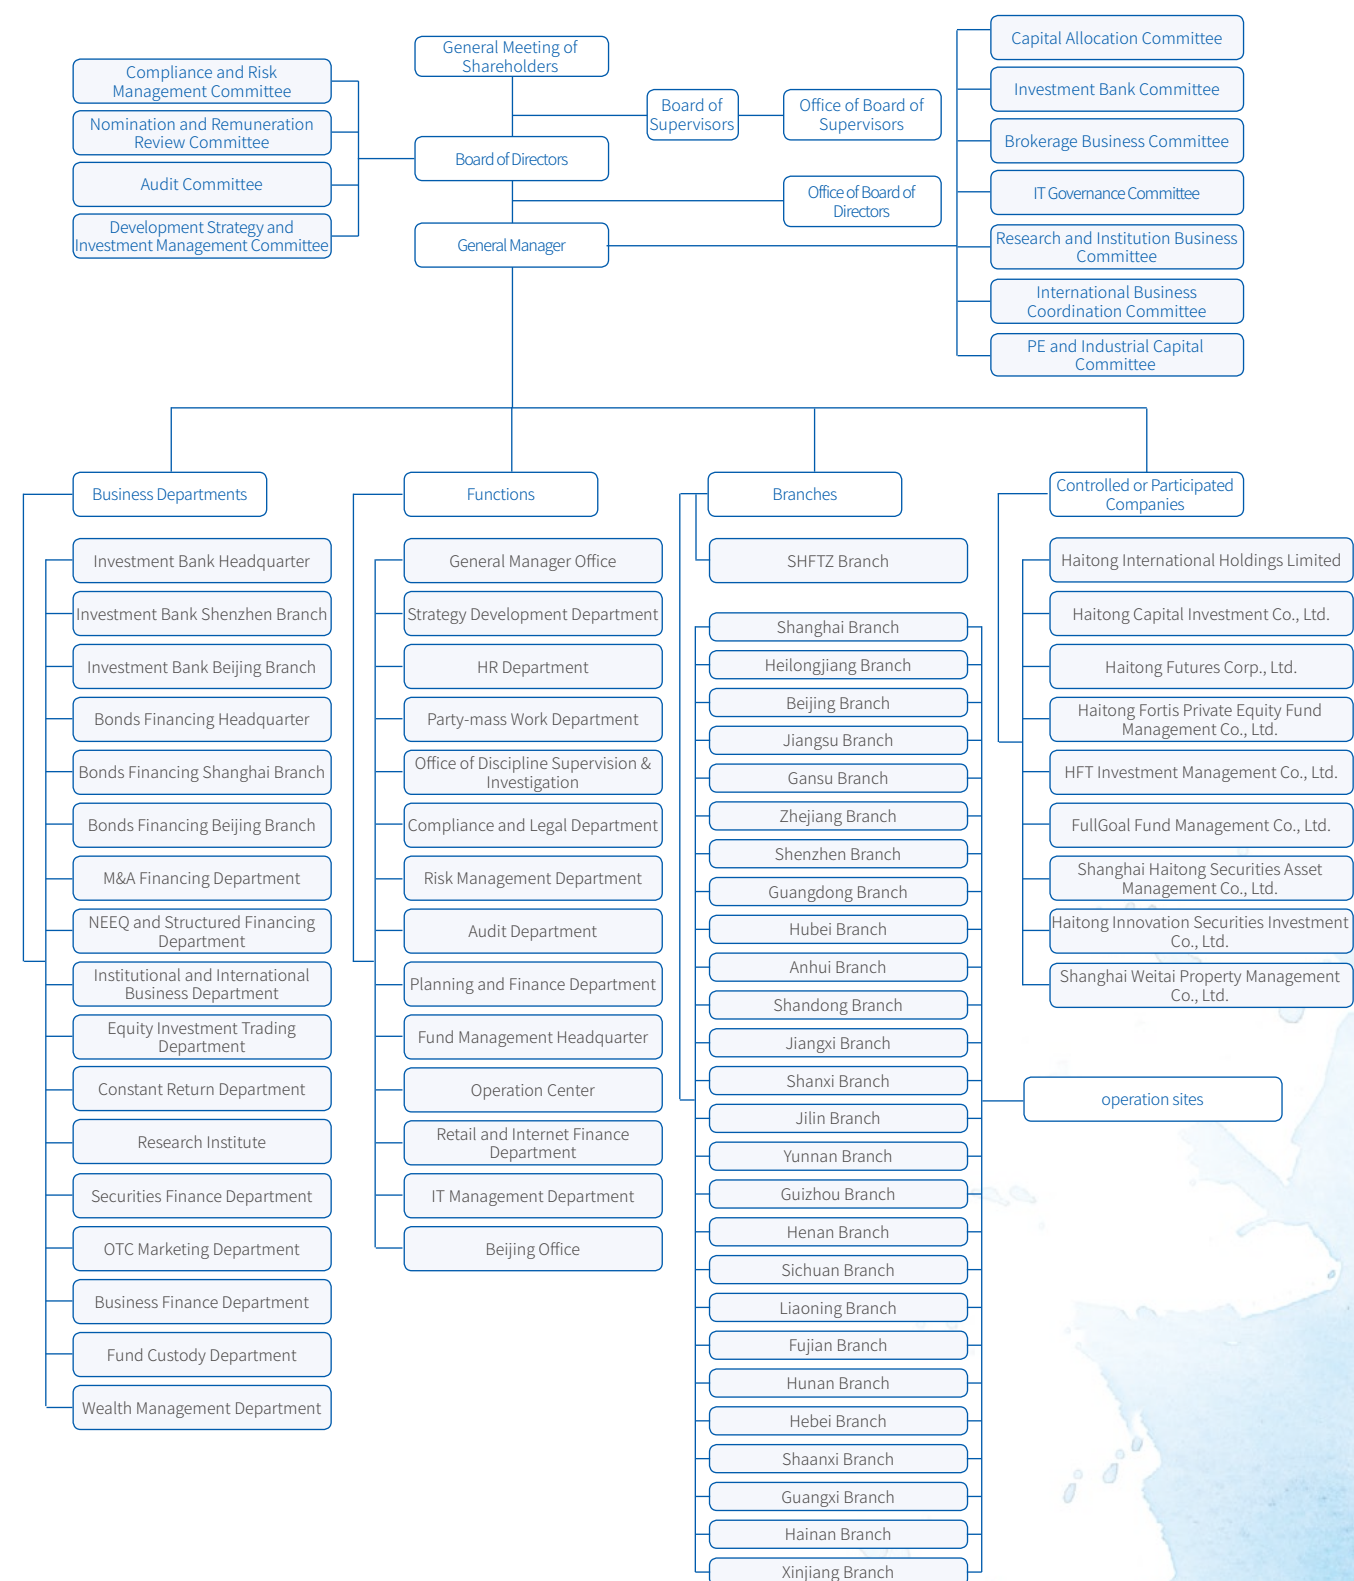 General Meeting of
Shareholders
Compliance and Risk
Management Committee
Nomination and Remuneration
Review Committee
Audit Committee
Development Strategy and
Investment Management Committee
Board of Directors
General Manager
Board of
Supervisors
Office of Board of
Supervisors
Office of Board of
Directors
Capital Allocation Committee
Investment Bank Committee
Brokerage Business Committee
IT Governance Committee
Research and Institution Business
Committee
International Business
Coordination Committee
PE and Industrial Capital
Committee
Business Departments
Investment Bank Headquarter
Investment Bank Shenzhen Branch
Investment Bank Beijing Branch
Bonds Financing Headquarter
Bonds Financing Shanghai Branch
Bonds Financing Beijing Branch
M&A Financing Department
NEEQ and Structured Financing
Department
Institutional and International
Business Department
Equity Investment Trading
Department
Constant Return Department
Research Institute
Securities Finance Department
OTC Marketing Department
Business Finance Department
Fund Custody Department
Wealth Management Department
Functions
General Manager Office
Strategy Development Department
HR Department
Party-mass Work Department
Office of Discipline Supervision &
Investigation
Compliance and Legal Department
Risk Management Department
Audit Department
Planning and Finance Department
Fund Management Headquarter
Operation Center
Retail and Internet Finance
Department
IT Management Department
Beijing Office
Branches
SHFTZ Branch
Shanghai Branch
Heilongjiang Branch
Beijing Branch
Jiangsu Branch
Gansu Branch
Zhejiang Branch
Shenzhen Branch
Guangdong Branch
Hubei Branch
Anhui Branch
Shandong Branch
Jiangxi Branch
Shanxi Branch
Jilin Branch
Yunnan Branch
Guizhou Branch
Henan Branch
Sichuan Branch
Liaoning Branch
Fujian Branch
Hunan Branch
Hebei Branch
Shaanxi Branch
Guangxi Branch
Hainan Branch
Xinjiang Branch
Controlled or Participated
Companies
Haitong International Holdings Limited
Haitong Capital Investment Co., Ltd.
Haitong Futures Corp., Ltd.
Haitong Fortis Private Equity Fund
Management Co., Ltd.
HFT Investment Management Co., Ltd.
FullGoal Fund Management Co., Ltd.
Shanghai Haitong Securities Asset
Management Co., Ltd.
Haitong Innovation Securities Investment
Co., Ltd.
Shanghai Weitai Property Management
Co., Ltd.
operation sites